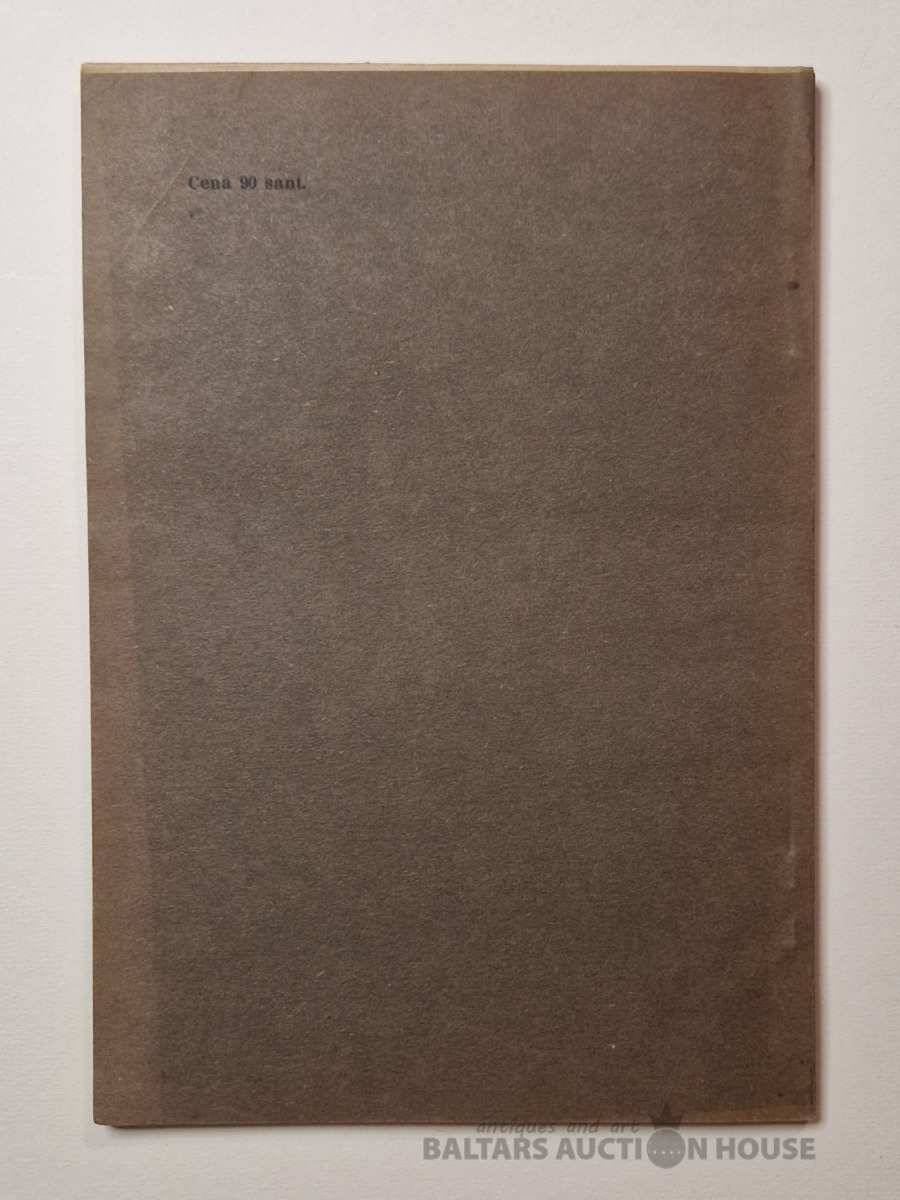 Cenā 90 sant.
antiques and art
BALTARS AUCTION HOUSE